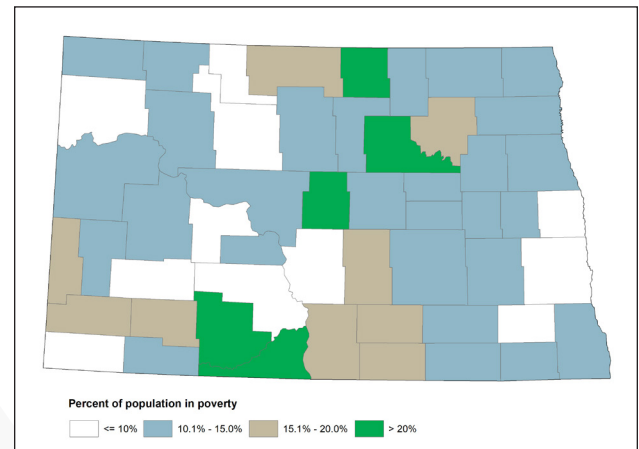 Percent of population in poverty
<= 10% 10.1% - 15.0% 15.1% - 20.0% > 20%